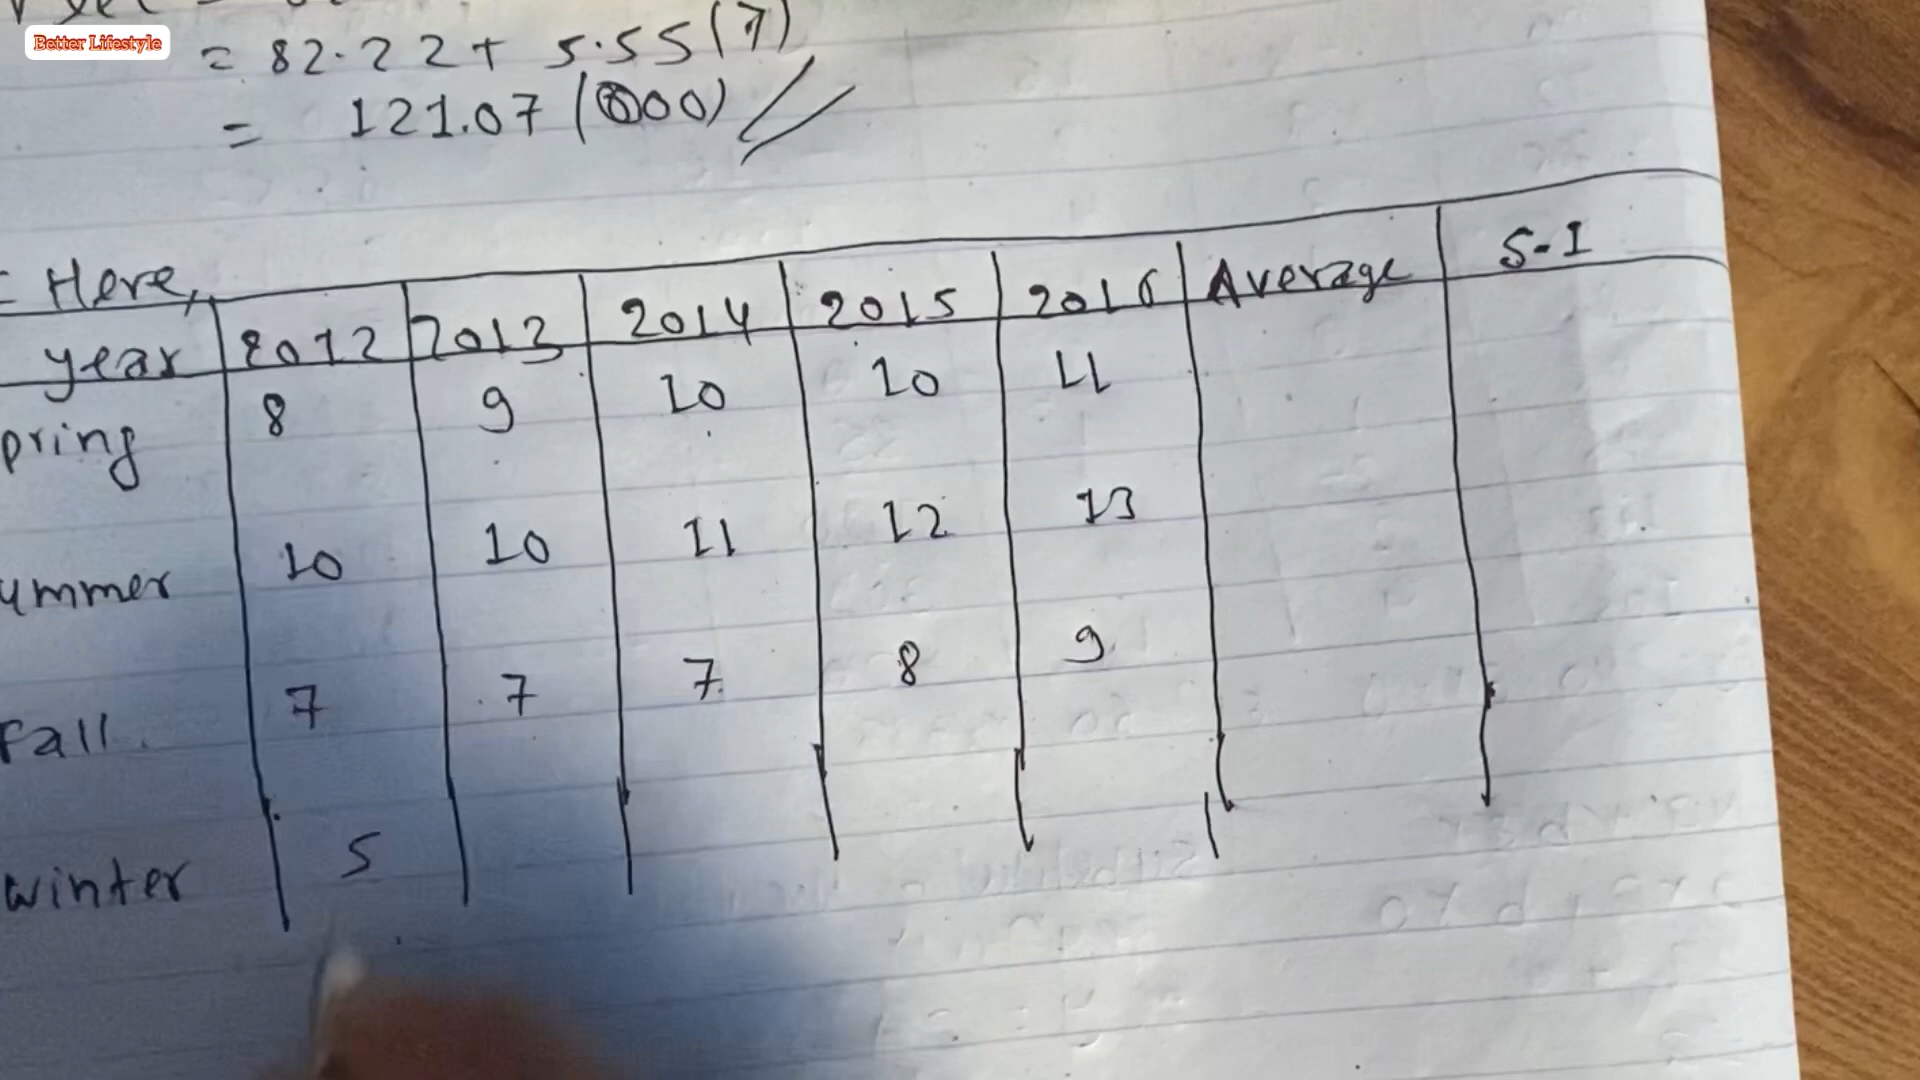 Better Lifestyle
= 82.22 + 5.55(7)
= 121.07 (000)
= Here,
year 2012 2013 2014 2015 2016 Average S-I
pring 8 9 10 10 11
ummer 10 10 11 12 13
Fall. 7 7 7 8 9
winter 5